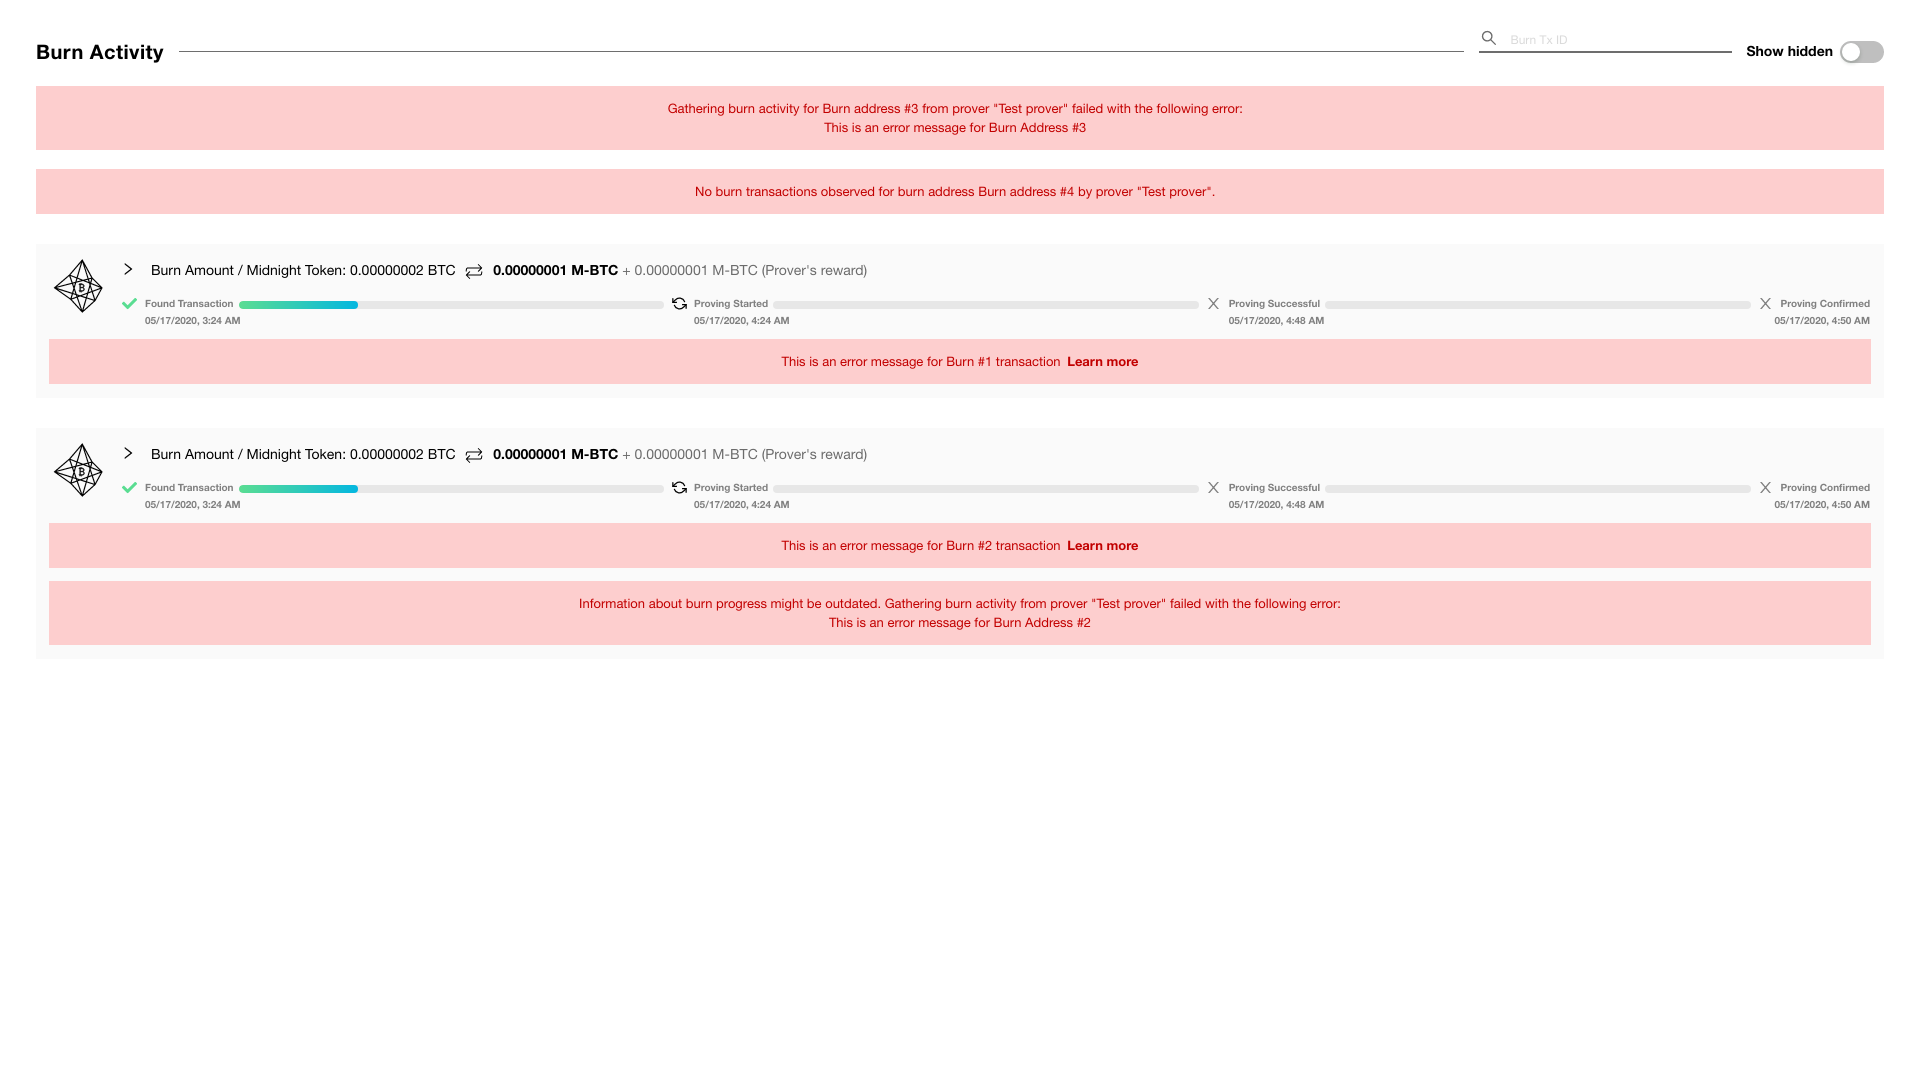 Burn Activity
Burn Tx ID
Show hidden
Gathering burn activity for Burn address #3 from prover "Test prover" failed with the following error:
This is an error message for Burn Address #3
No burn transactions observed for burn address Burn address #4 by prover "Test prover".
Burn Amount / Midnight Token: 0.00000002 BTC 0.00000001 M-BTC + 0.00000001 M-BTC (Prover's reward)
Found Transaction Proving Started Proving Successful Proving Confirmed
05/17/2020, 3:24 AM 05/17/2020, 4:24 AM 05/17/2020, 4:48 AM 05/17/2020, 4:50 AM
This is an error message for Burn #1 transaction Learn more
Burn Amount / Midnight Token: 0.00000002 BTC 0.00000001 M-BTC + 0.00000001 M-BTC (Prover's reward)
Found Transaction Proving Started Proving Successful Proving Confirmed
05/17/2020, 3:24 AM 05/17/2020, 4:24 AM 05/17/2020, 4:48 AM 05/17/2020, 4:50 AM
This is an error message for Burn #2 transaction Learn more
Information about burn progress might be outdated. Gathering burn activity from prover "Test prover" failed with the following error:
This is an error message for Burn Address #2